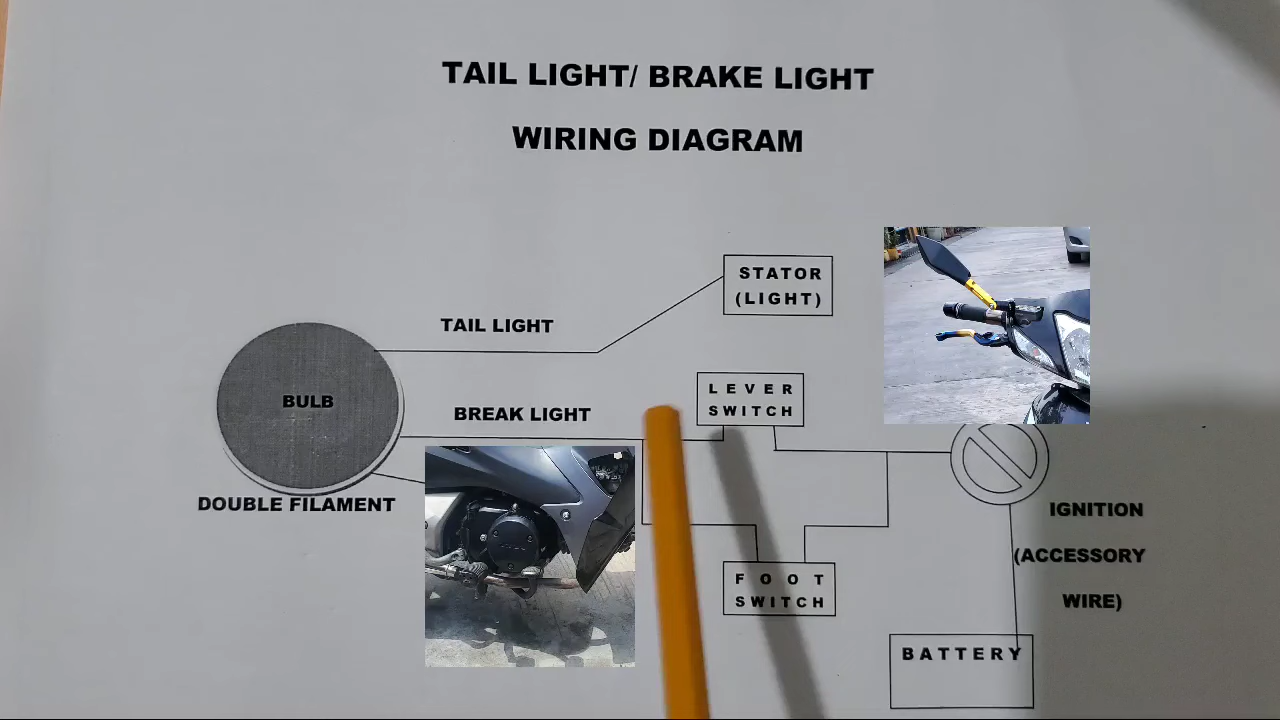 TAIL LIGHT/ BRAKE LIGHT
WIRING DIAGRAM
STATOR
(LIGHT)
TAIL LIGHT
LEVER
SWITCH
BULB
BREAK LIGHT
DOUBLE FILAMENT
IGNITION
(ACCESSORY
WIRE)
FOOT
SWITCH
BATTERY